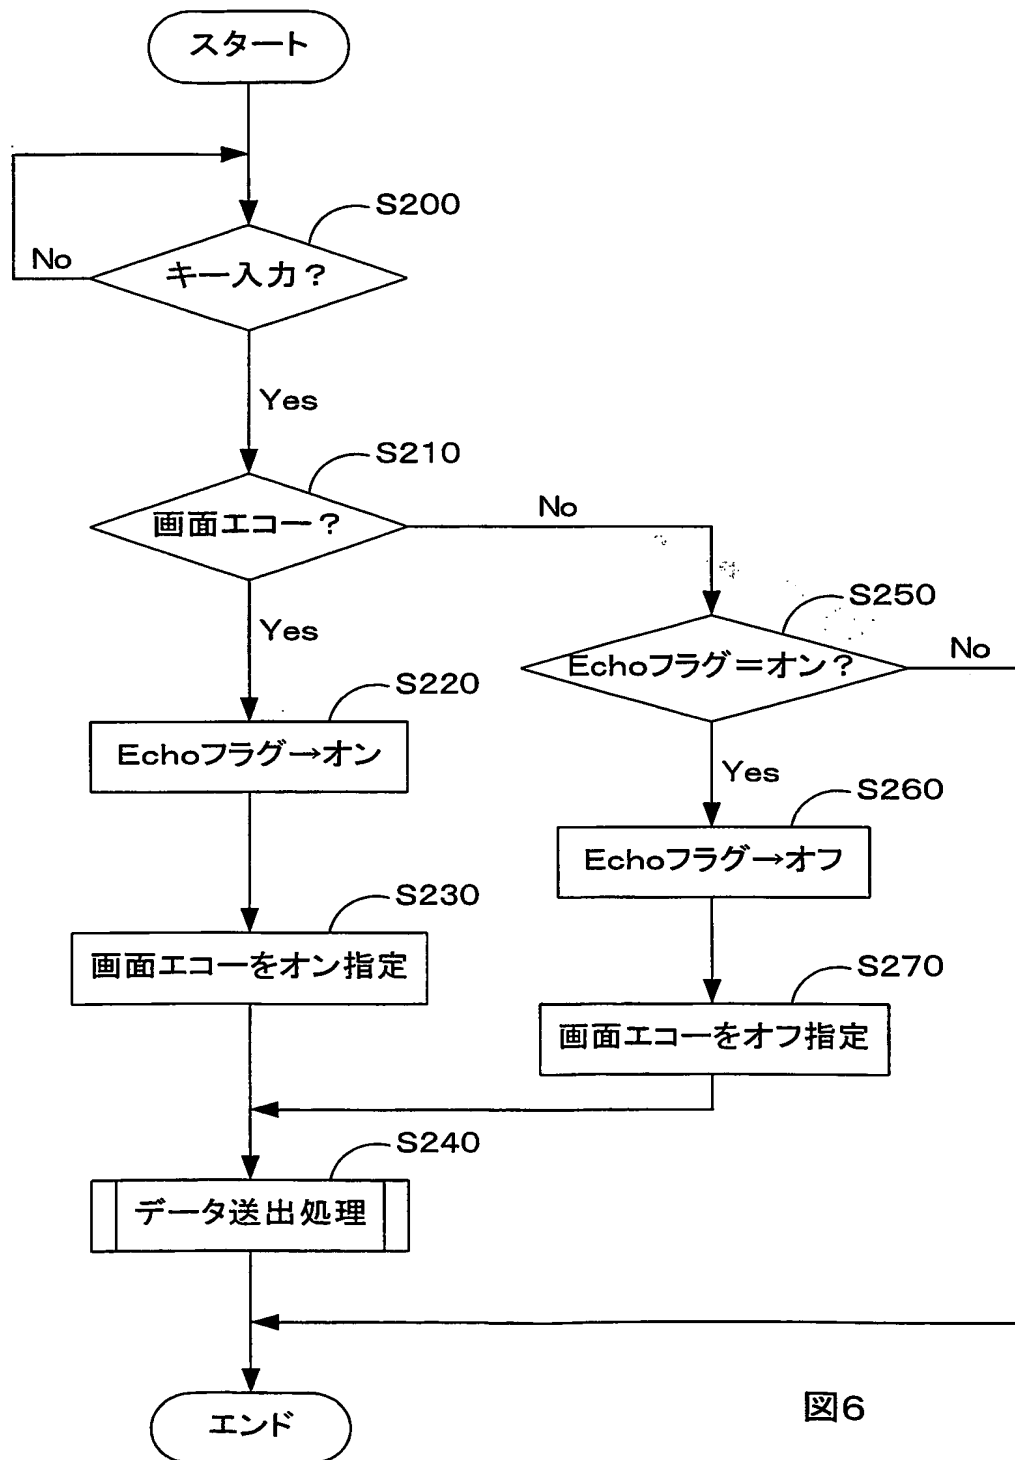 スタート
S200
No
キー入力？
Yes
S210
画面エコー？
No
Yes
S250
Echoフラグ＝オン？
No
S220
Echoフラグ→オン
Yes
S260
Echoフラグ→オフ
S230
画面エコーをオン指定
S270
画面エコーをオフ指定
S240
データ送出処理
エンド
図6